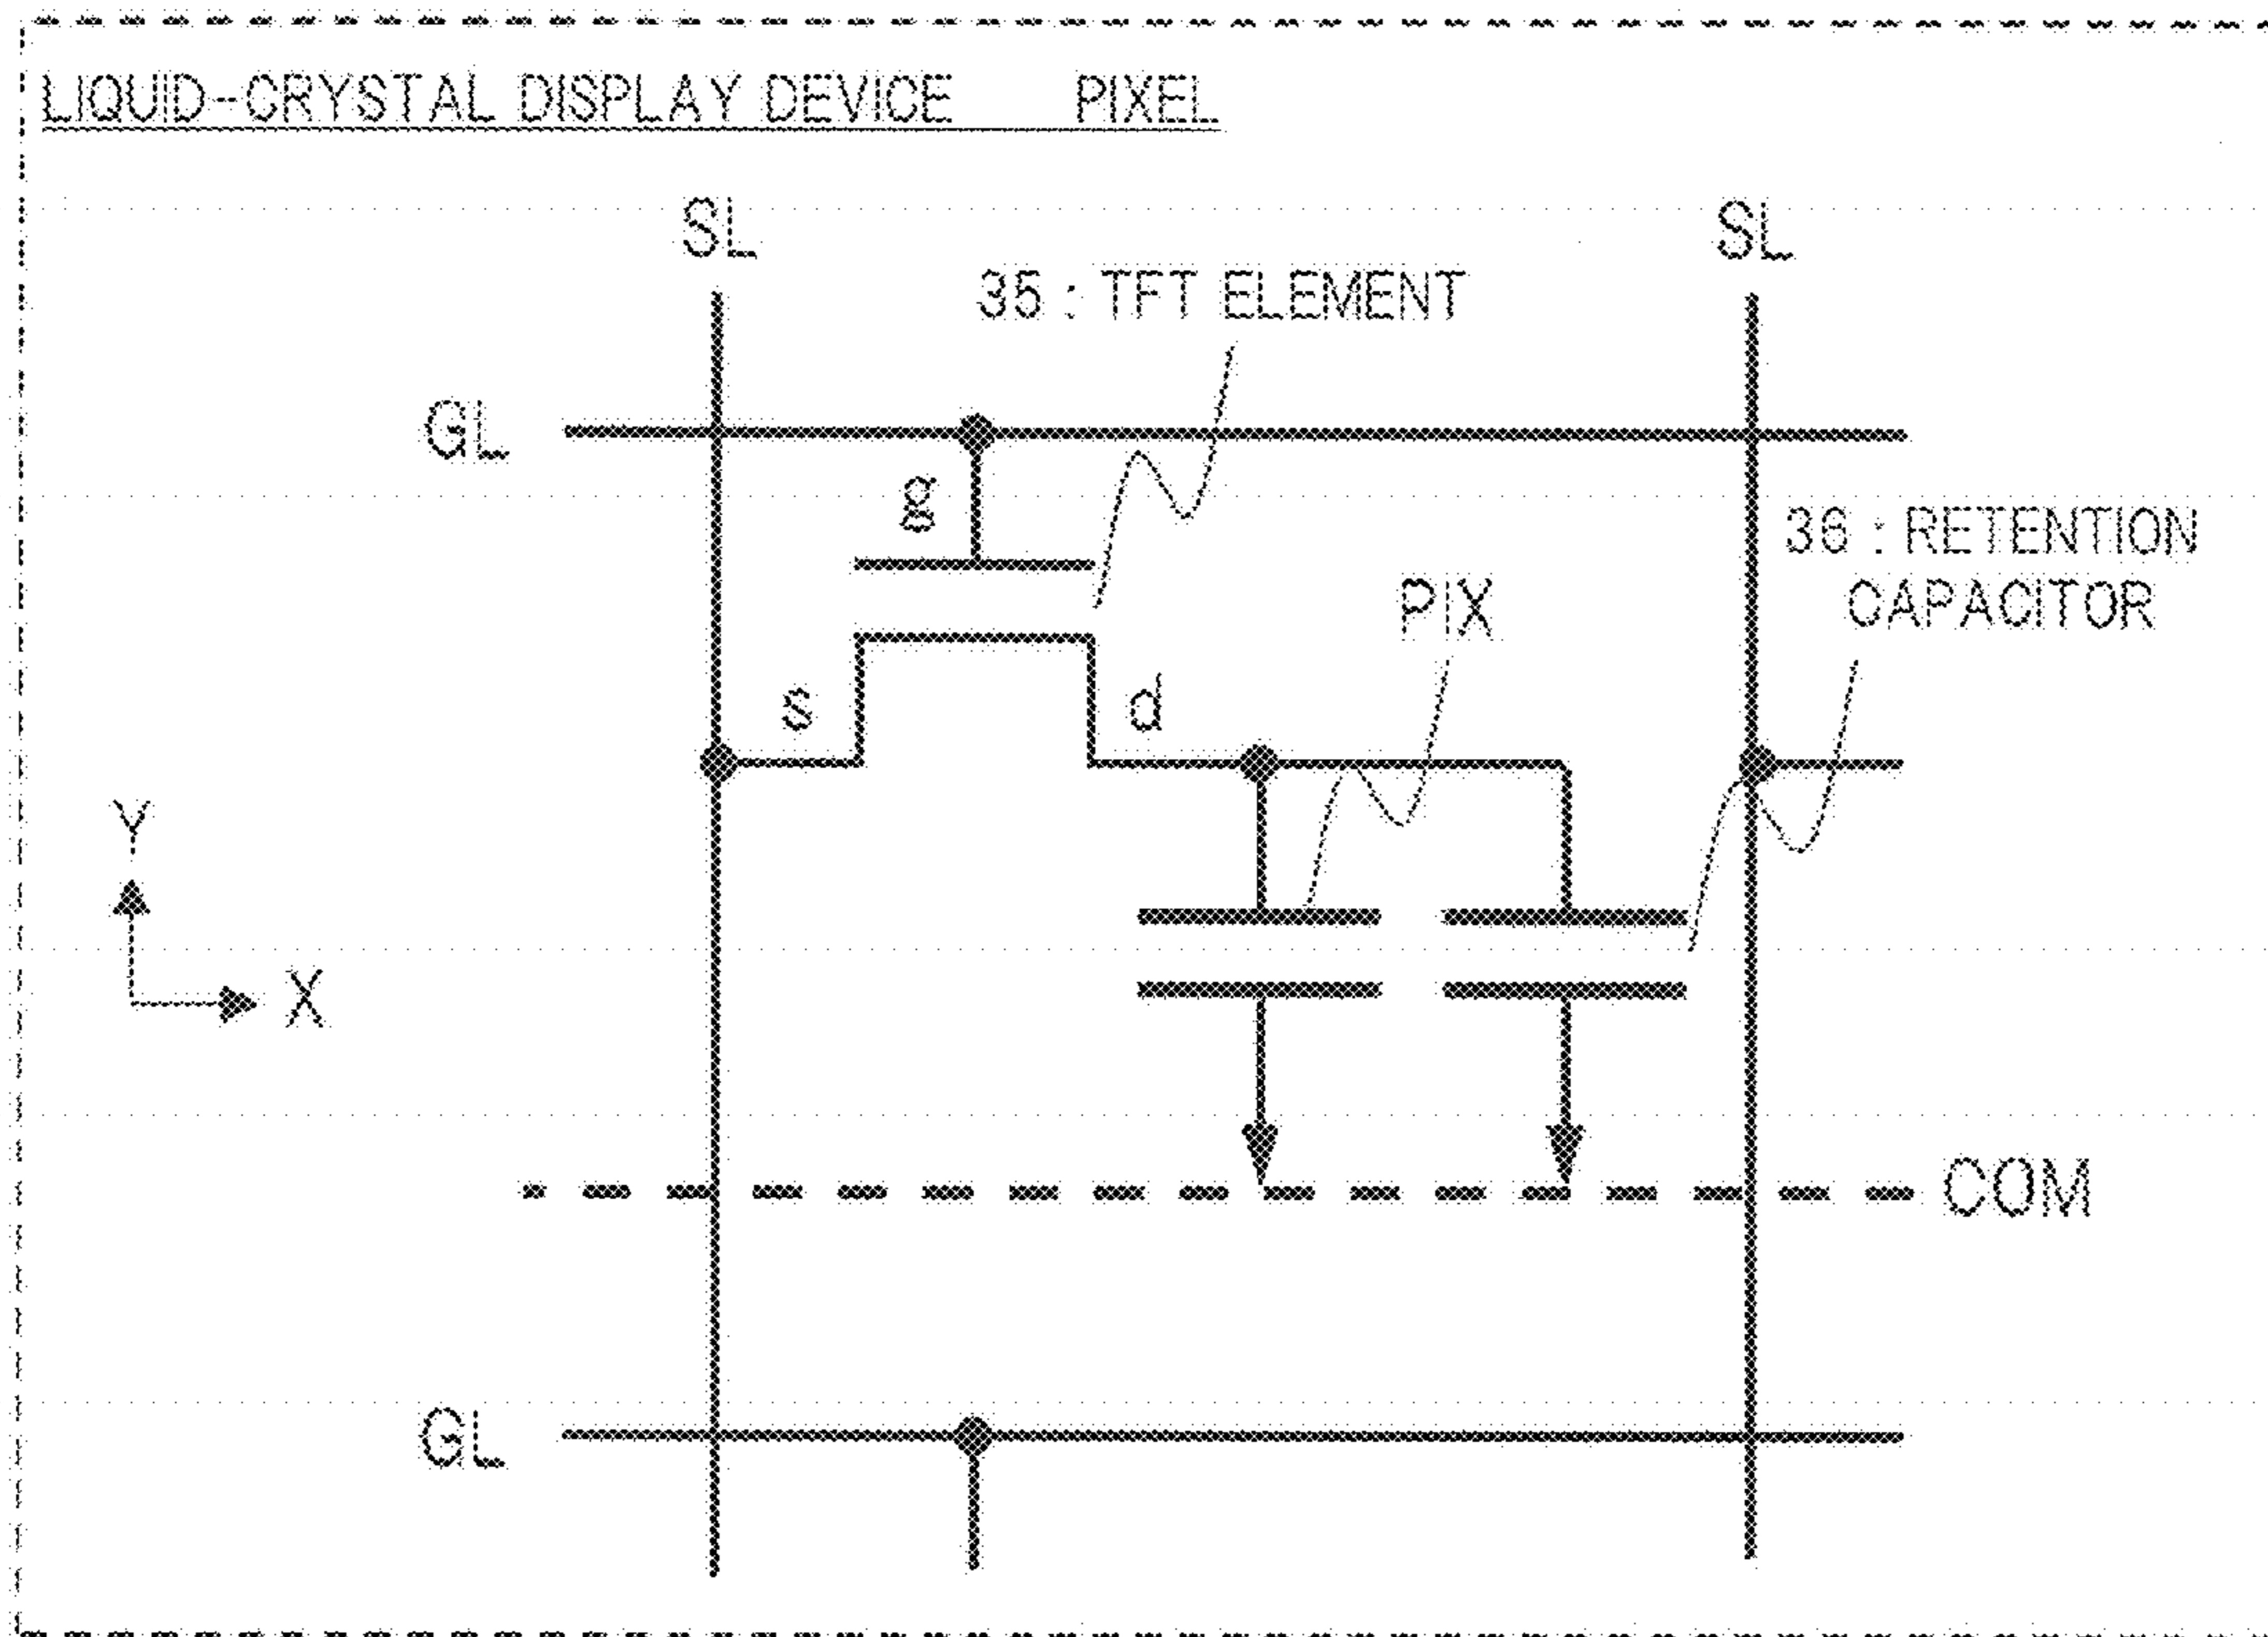 LIQUID-CRYSTAL DISPLAY DEVICE PIXEL
SL
SL
35 : TFT ELEMENT
GL
g
36 : RETENTION
CAPACITOR
PIX
s
d
Y
X
COM
GL